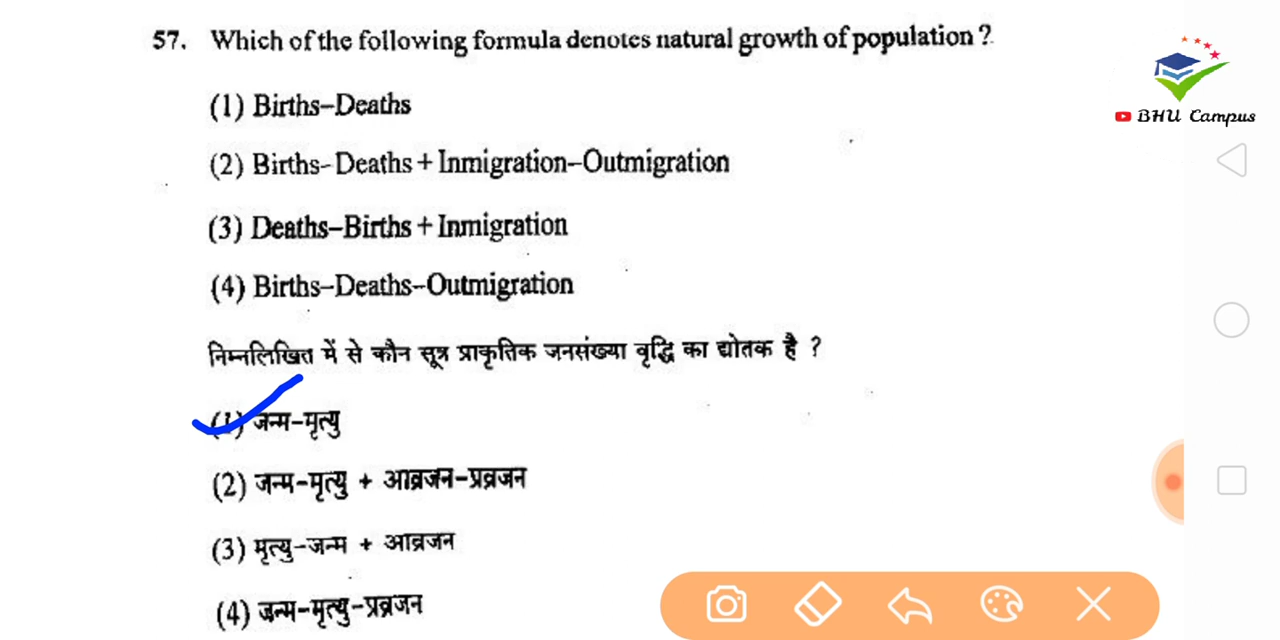 57. Which of the following formula denotes natural growth of population ?
(1) Births–Deaths
(2) Births–Deaths + Inmigration–Outmigration
(3) Deaths–Births + Inmigration
(4) Births–Deaths–Outmigration
निम्नलिखित में से कौन सूत्र प्राकृतिक जनसंख्या वृद्धि का द्योतक है ?
(1) जन्म–मृत्यु
(2) जन्म–मृत्यु + आव्रजन–प्रव्रजन
(3) मृत्यु–जन्म + आव्रजन
(4) जन्म–मृत्यु–प्रव्रजन
BHU Campus